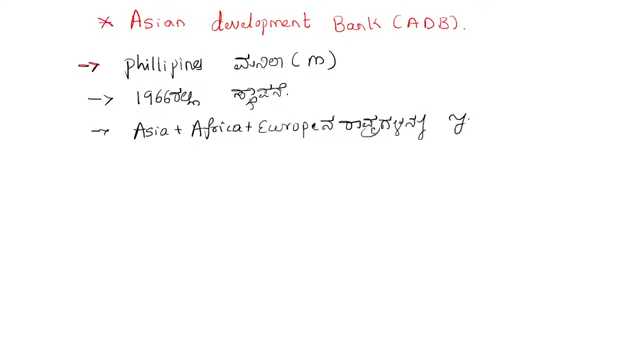 * Asian development Bank (ADB).
→ phillipine ಮನಿಲಾ (m)
→ 1966ರಲ್ಲಿ ಸ್ಥಾಪನೆ.
→ Asia + Africa + Europeನ ರಾಷ್ಟ್ರಗಳನ್ನು